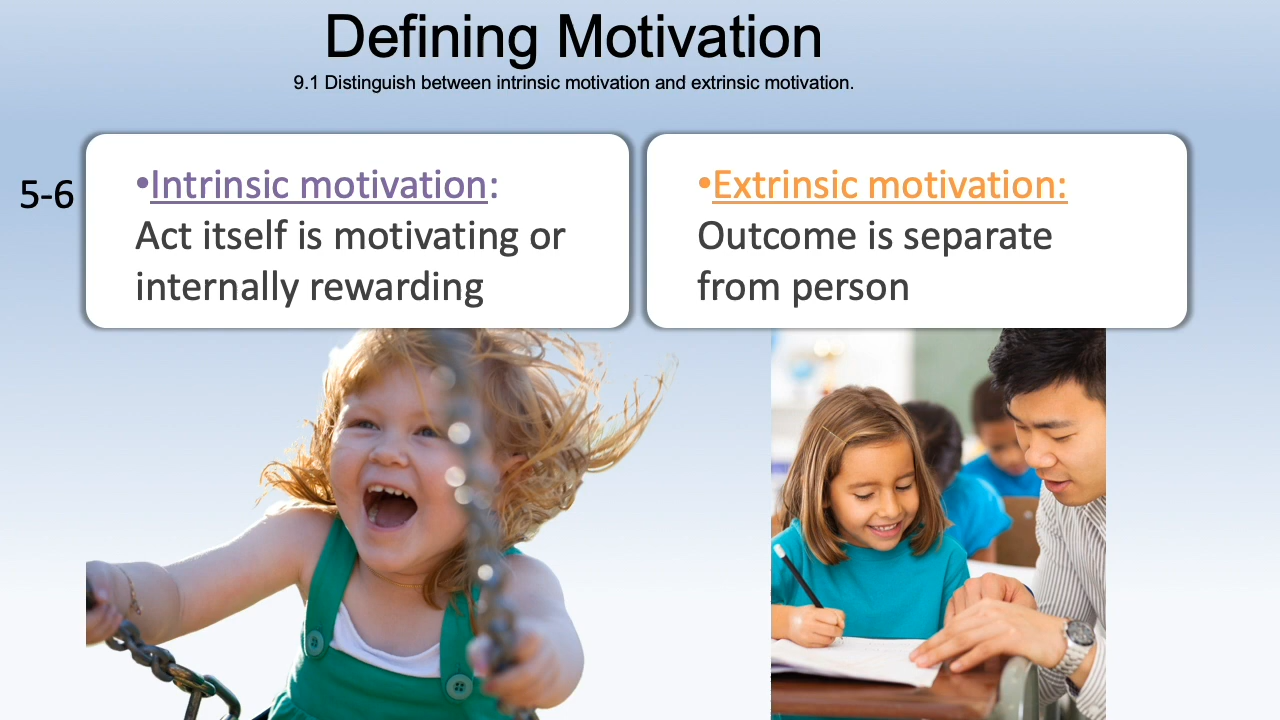 Defining Motivation
9.1 Distinguish between intrinsic motivation and extrinsic motivation.
5-6
•Intrinsic motivation:
Act itself is motivating or
internally rewarding
•Extrinsic motivation:
Outcome is separate
from person